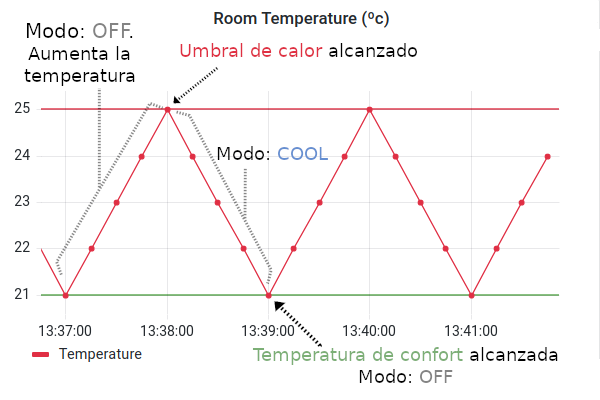 Room Temperature (ºc)
Modo: OFF.
Aumenta la
temperatura
Umbral de calor alcanzado
25
Modo: COOL
24
23
22
21
13:37:00 13:38:00 13:39:00 13:40:00 13:41:00
Temperature
Temperatura de confort alcanzada
Modo: OFF